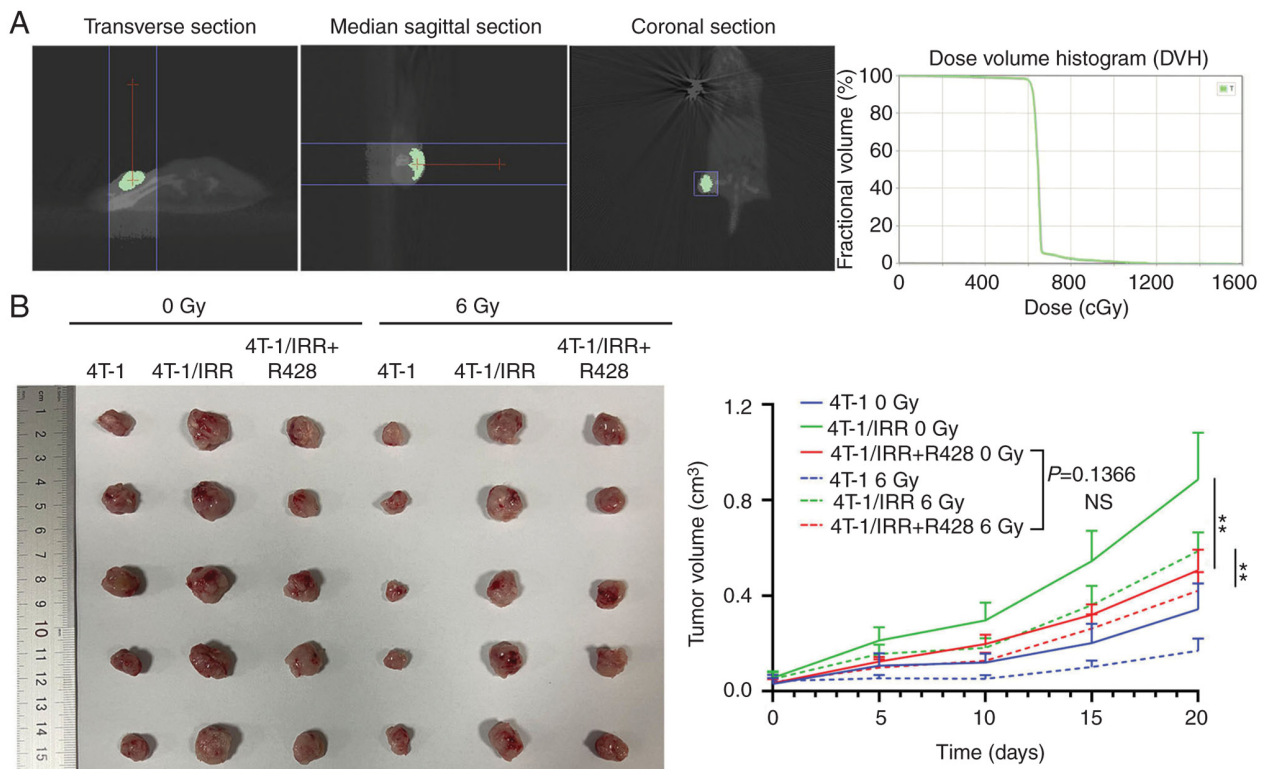 A
Transverse section
Median sagittal section
Coronal section
Dose volume histogram (DVH)
Fractional volume (%)
100
80
60
40
20
0
T
0
400
800
1200
1600
Dose (cGy)
B
0 Gy
6 Gy
4T-1
4T-1/IRR
4T-1/IRR+
R428
4T-1
4T-1/IRR
4T-1/IRR+
R428
cm
1
2
3
4
5
6
7
8
9
10
11
12
13
14
15
Tumor volume (cm³)
1.2
0.8
0.4
0.0
4T-1 0 Gy
4T-1/IRR 0 Gy
4T-1/IRR+R428 0 Gy
4T-1 6 Gy
4T-1/IRR 6 Gy
4T-1/IRR+R428 6 Gy
P=0.1366
NS
**
**
0
5
10
15
20
Time (days)